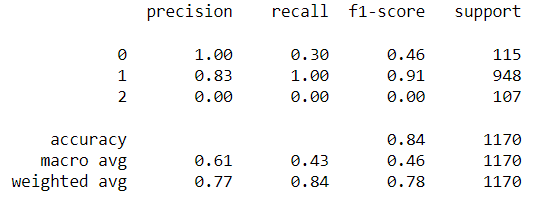 precision recall f1-score support
0 1.00 0.30 0.46 115
1 0.83 1.00 0.91 948
2 0.00 0.00 0.00 107
accuracy 0.84 1170
macro avg 0.61 0.43 0.46 1170
weighted avg 0.77 0.84 0.78 1170